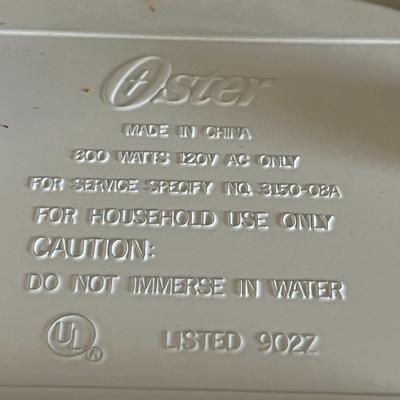 Oster
MADE IN CHINA
800 WATTS 120V AC ONLY
FOR SERVICE SPECIFY NO. 3150-08A
FOR HOUSEHOLD USE ONLY
CAUTION:
DO NOT IMMERSE IN WATER
UL ® LISTED 902Z